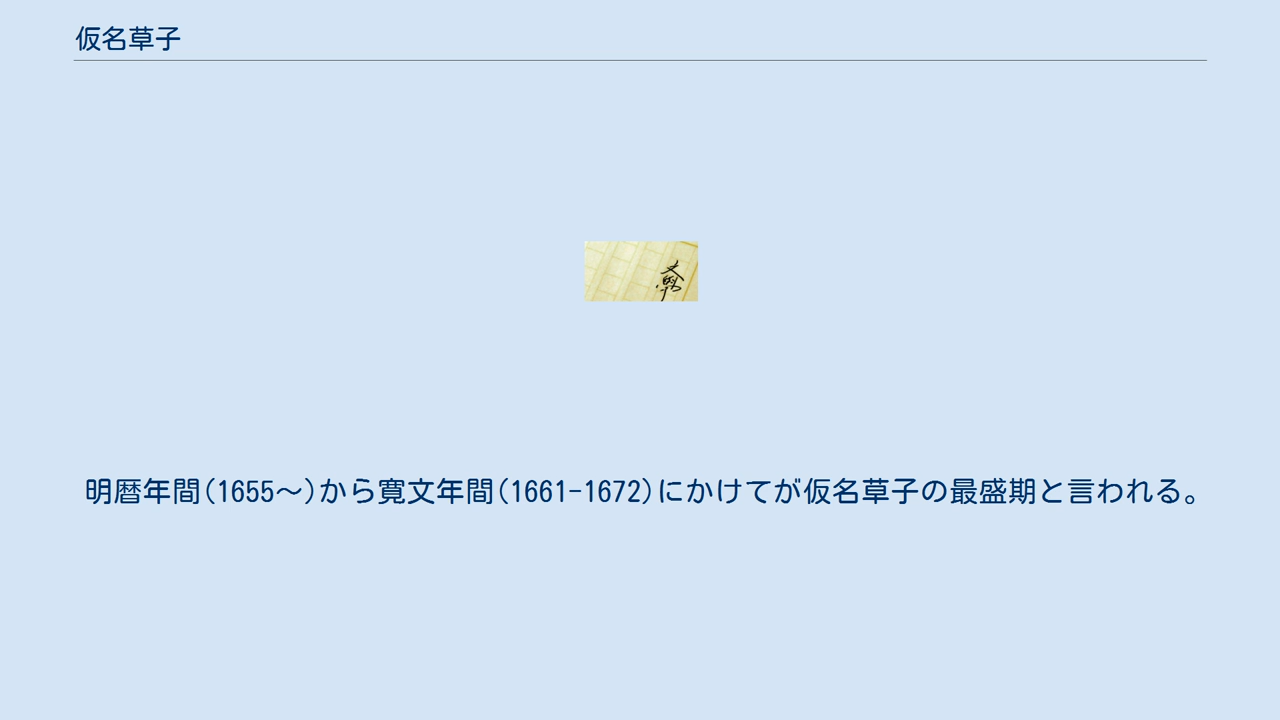 仮名草子
明暦年間(1655～)から寛文年間(1661-1672)にかけてが仮名草子の最盛期と言われる。